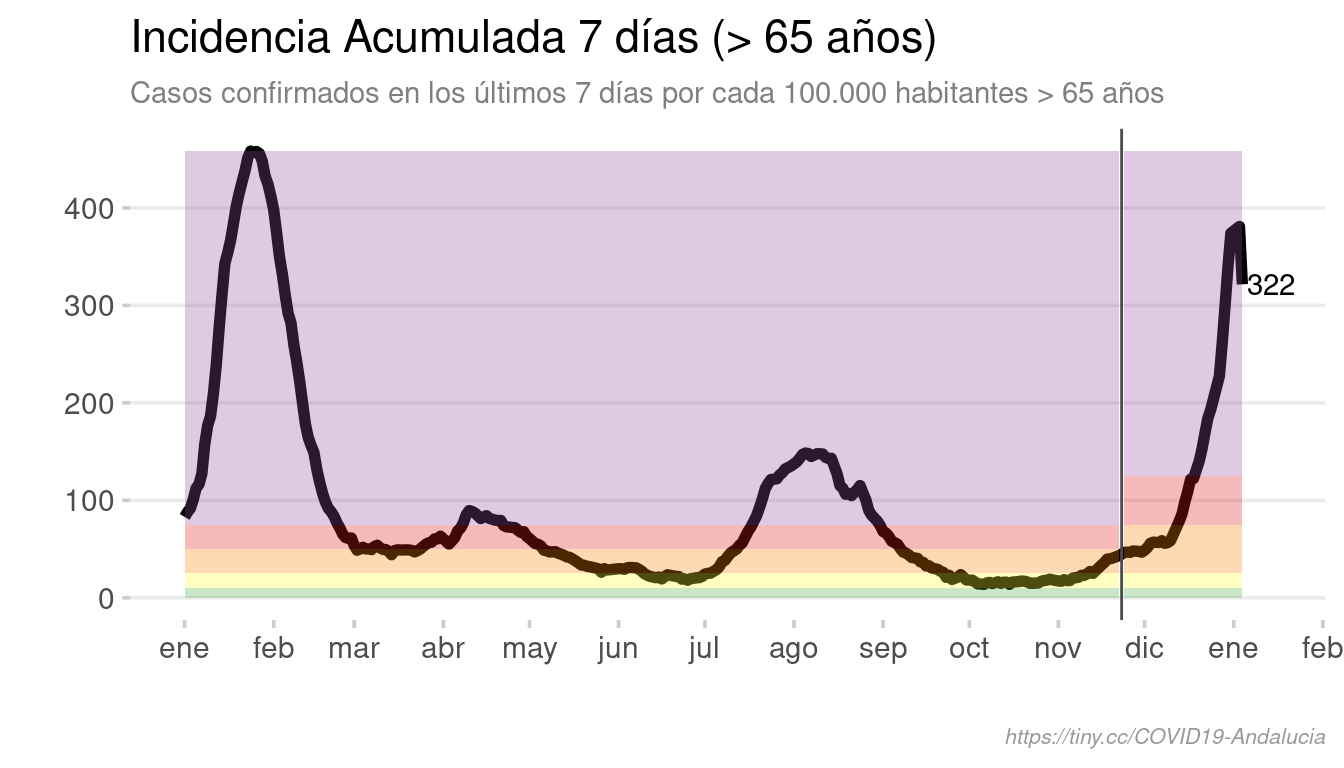 Incidencia Acumulada 7 días (> 65 años)
Casos confirmados en los últimos 7 días por cada 100.000 habitantes > 65 años
400
300
322
200
100
0
ene feb mar abr may jun jul ago sep oct nov dic ene feb
https://tiny.cc/COVID19-Andalucia